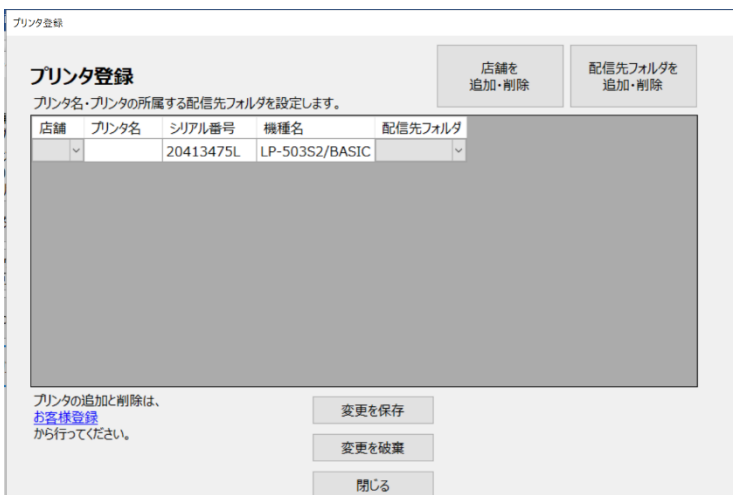 プリンタ登録
プリンタ登録
プリンタ名・プリンタの所属する配信先フォルダを設定します。
店舗を
追加・削除
配信先フォルダを
追加・削除
店舗 プリンタ名 シリアル番号 機種名 配信先フォルダ
20413475L LP-503S2/BASIC
プリンタの追加と削除は、
お客様登録
から行ってください。
変更を保存
変更を破棄
閉じる